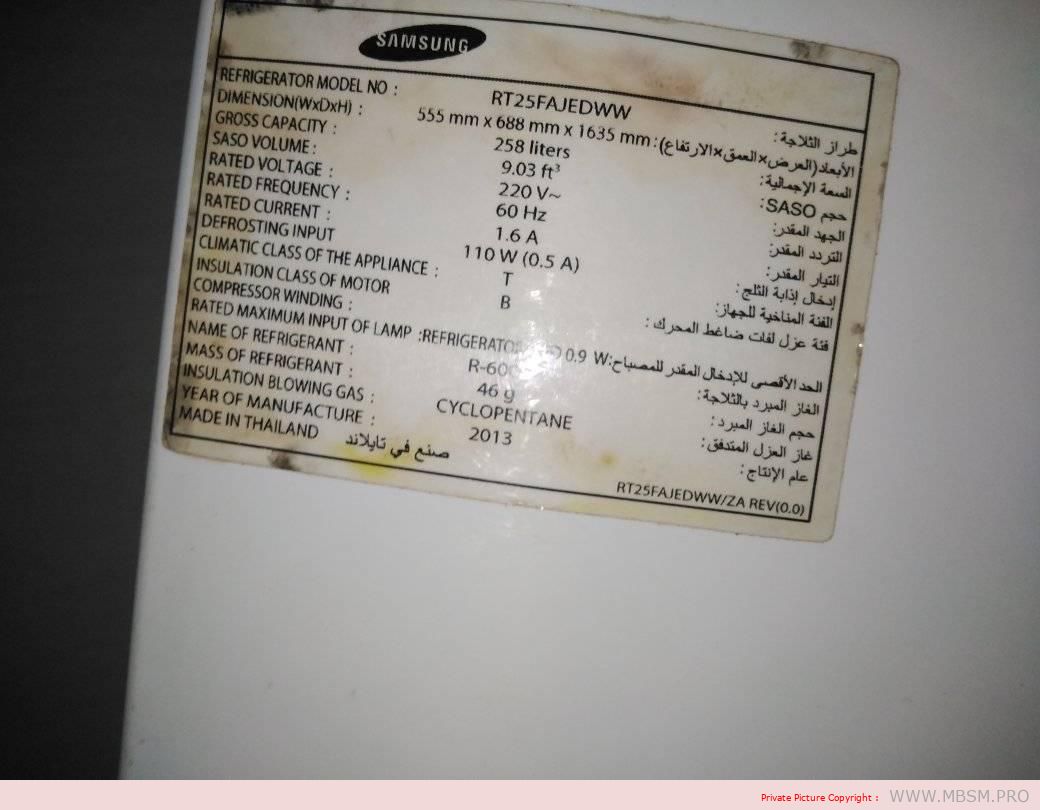 SAMSUNG
REFRIGERATOR MODEL NO : RT25FAJEDWW طراز الثلاجة :
DIMENSION(WxDxH) : 555 mm x 688 mm x 1635 mm : الأبعاد(العرض×العمق×الارتفاع)
GROSS CAPACITY : 258 liters السعة الإجمالية:
SASO VOLUME : 9.03 ft³ حجم SASO:
RATED VOLTAGE : 220 V~ الجهد المقدر:
RATED FREQUENCY : 60 Hz التردد المقدر:
RATED CURRENT : 1.6 A التيار المقدر:
DEFROSTING INPUT 110 W (0.5 A) إدخال إذابة الثلج :
CLIMATIC CLASS OF THE APPLIANCE : T الفئة المناخية للجهاز:
INSULATION CLASS OF MOTOR
COMPRESSOR WINDING : B فئة عزل لفات ضاغط المحرك :
RATED MAXIMUM INPUT OF LAMP :REFRIGERATOR 0.9 W الحد الأقصى للإدخال المقدر للمصباح:
NAME OF REFRIGERANT : الغاز المبرد بالثلاجة :
MASS OF REFRIGERANT : 46 g حجم الغاز المبرد :
INSULATION BLOWING GAS : CYCLOPENTANE غاز العزل المتدفق :
YEAR OF MANUFACTURE : 2013 عام الإنتاج :
MADE IN THAILAND صنع في تايلاند
RT25FAJEDWW/ZA REV(0.0)
Private Picture Copyright : WWW.MBSM.PRO